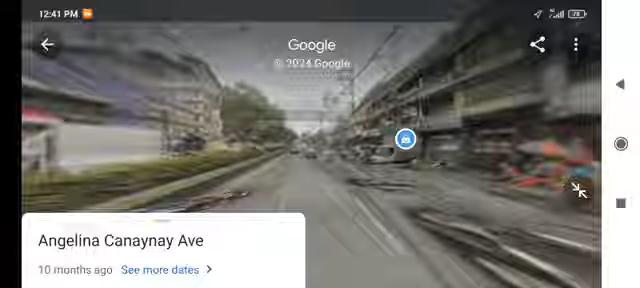 12:41 PM
Google
© 2024 Google
Angelina Canaynay Ave
10 months ago See more dates